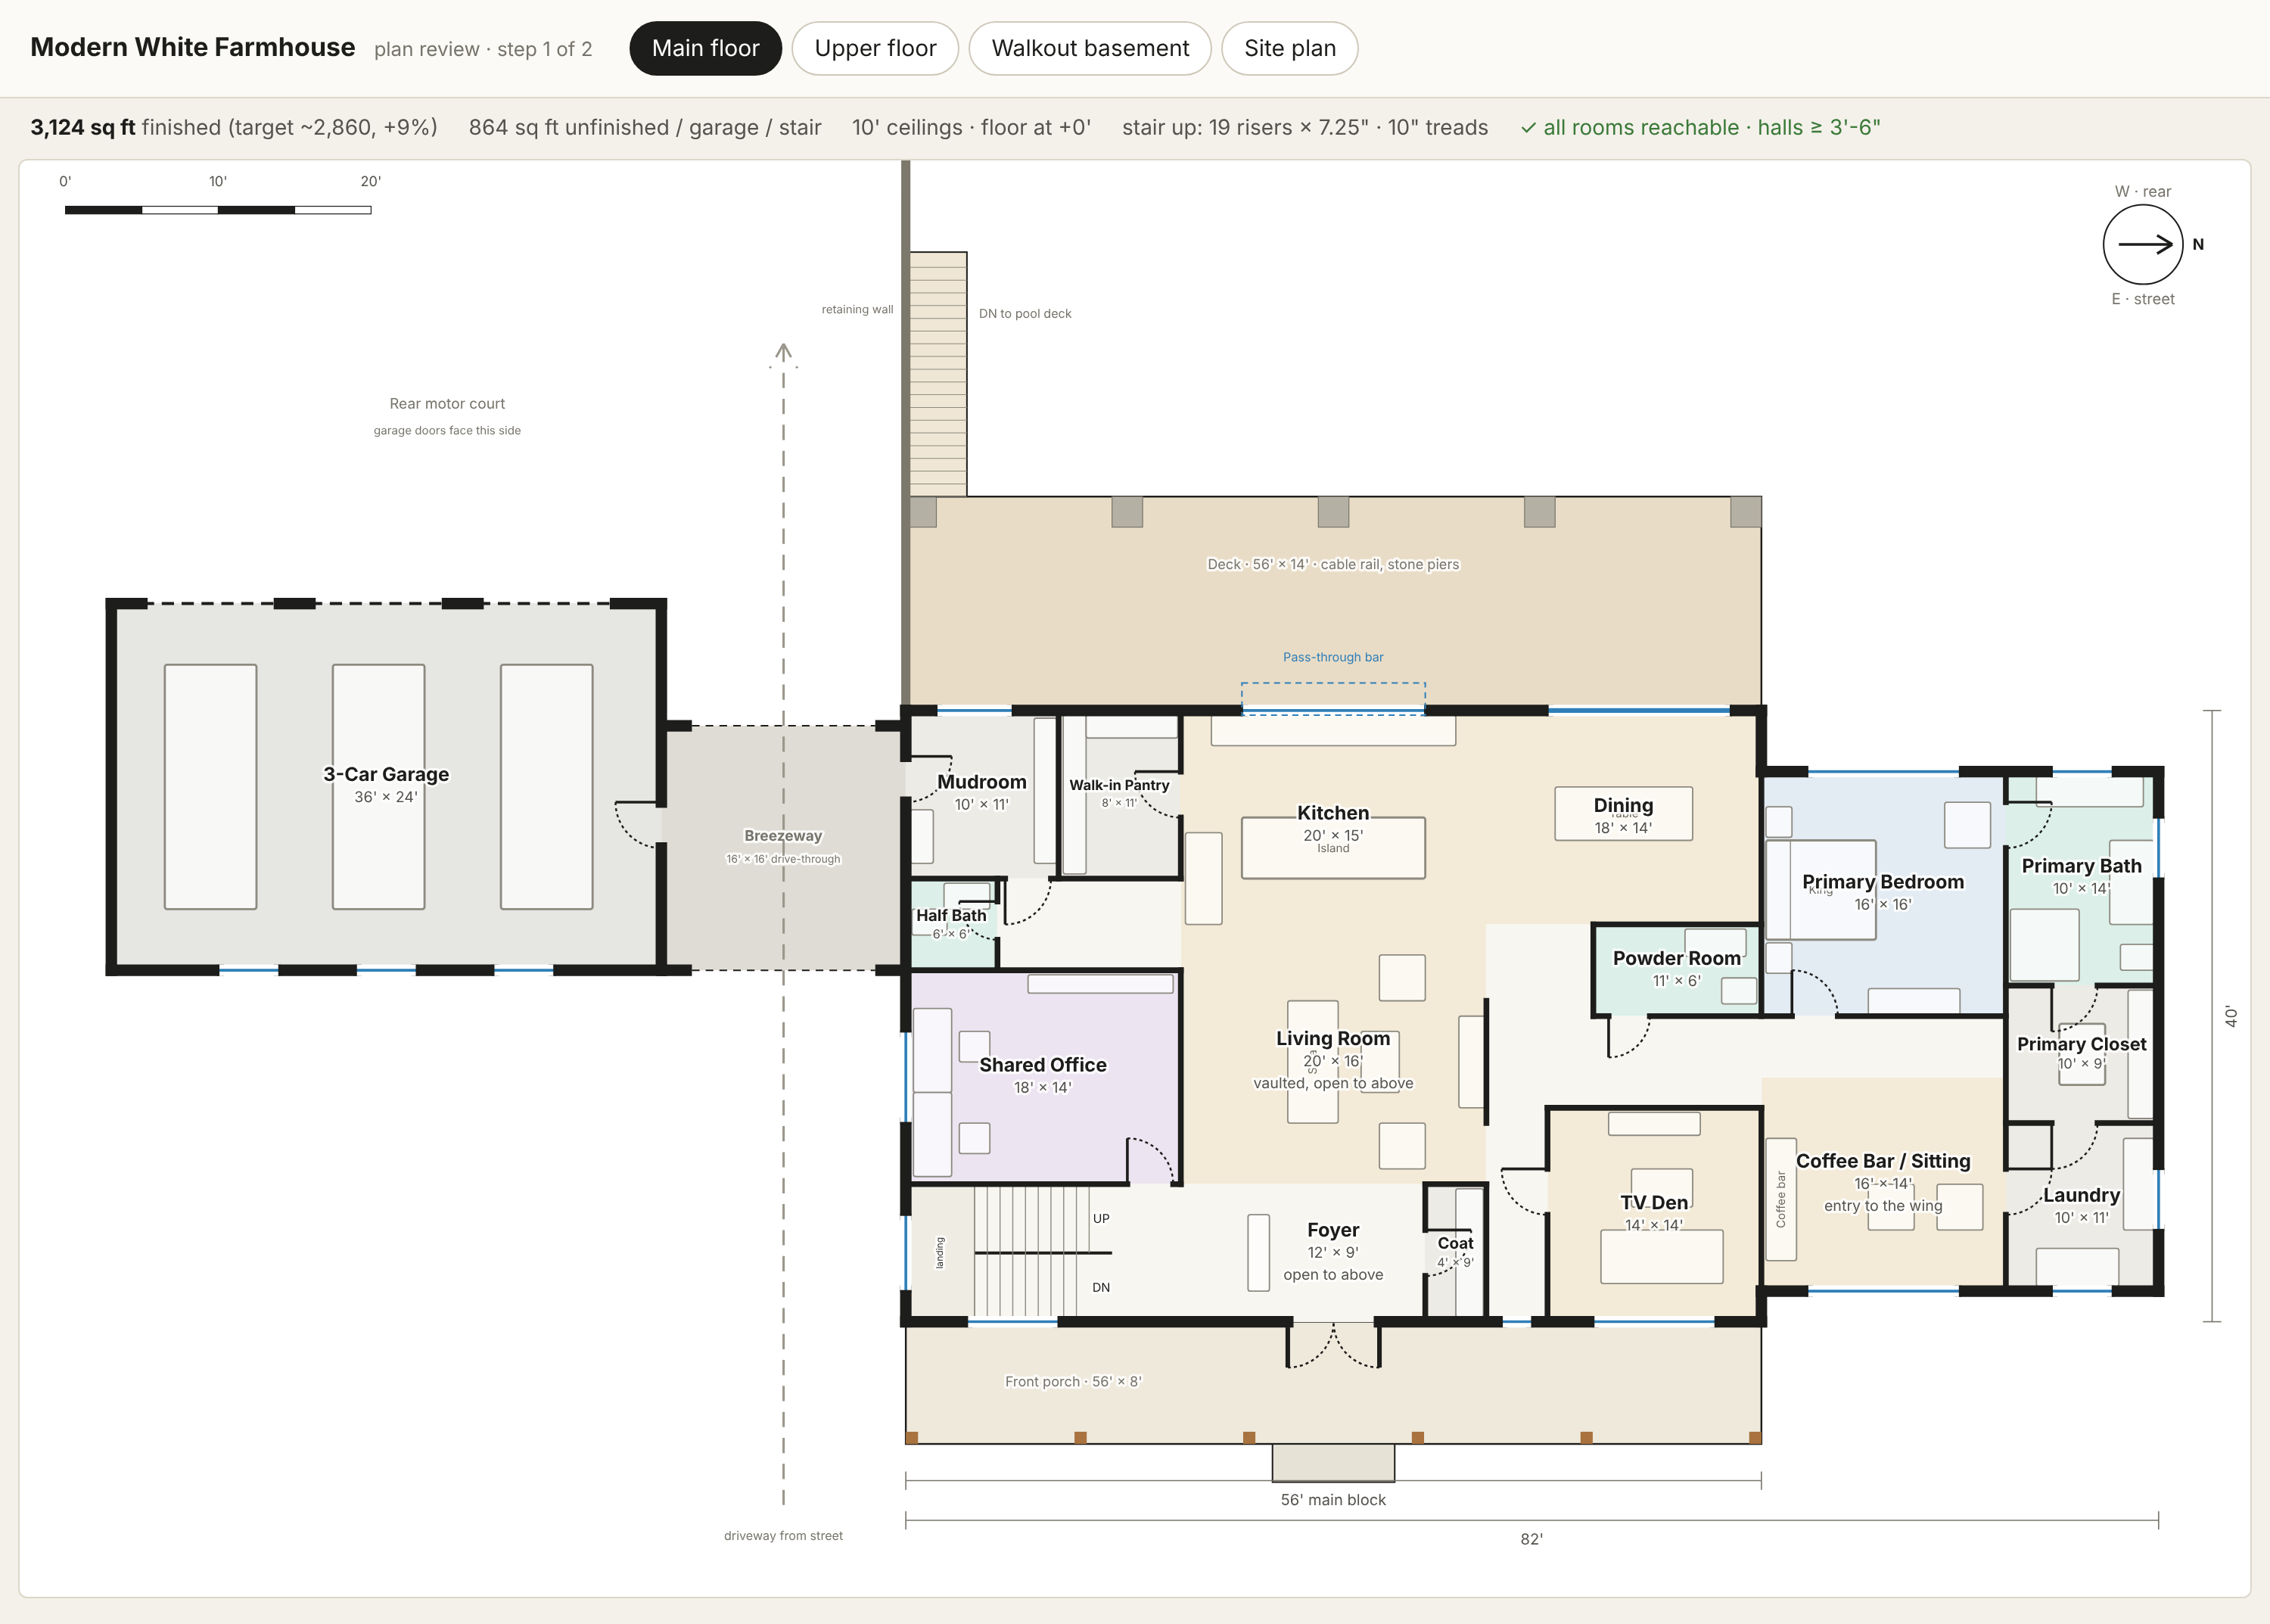 Modern White Farmhouse
plan review · step 1 of 2
Main floor
Upper floor
Walkout basement
Site plan
3,124 sq ft finished (target ~2,860, +9%)
864 sq ft unfinished / garage / stair
10' ceilings · floor at +0'
stair up: 19 risers × 7.25" · 10" treads
✓ all rooms reachable · halls ≥ 3'-6"
0'
10'
20'
W · rear
N
E · street
retaining wall
DN to pool deck
Rear motor court
garage doors face this side
Deck · 56' × 14' · cable rail, stone piers
Pass-through bar
3-Car Garage
36' × 24'
Breezeway
16' × 16' drive-through
Mudroom
10' × 11'
Walk-in Pantry
8' × 11'
Kitchen
20' × 15'
Island
Dining
18' × 14'
Primary Bedroom
16' × 16'
Primary Bath
10' × 14'
Half Bath
6' × 6'
Powder Room
11' × 6'
Shared Office
18' × 14'
Living Room
20' × 16'
vaulted, open to above
Primary Closet
10' × 9'
40'
UP
landing
DN
Foyer
12' × 9'
open to above
Coat
4' × 9'
TV Den
14' × 14'
Coffee Bar / Sitting
16' × 14'
entry to the wing
Coffee bar
Laundry
10' × 11'
Front porch · 56' × 8'
56' main block
driveway from street
82'